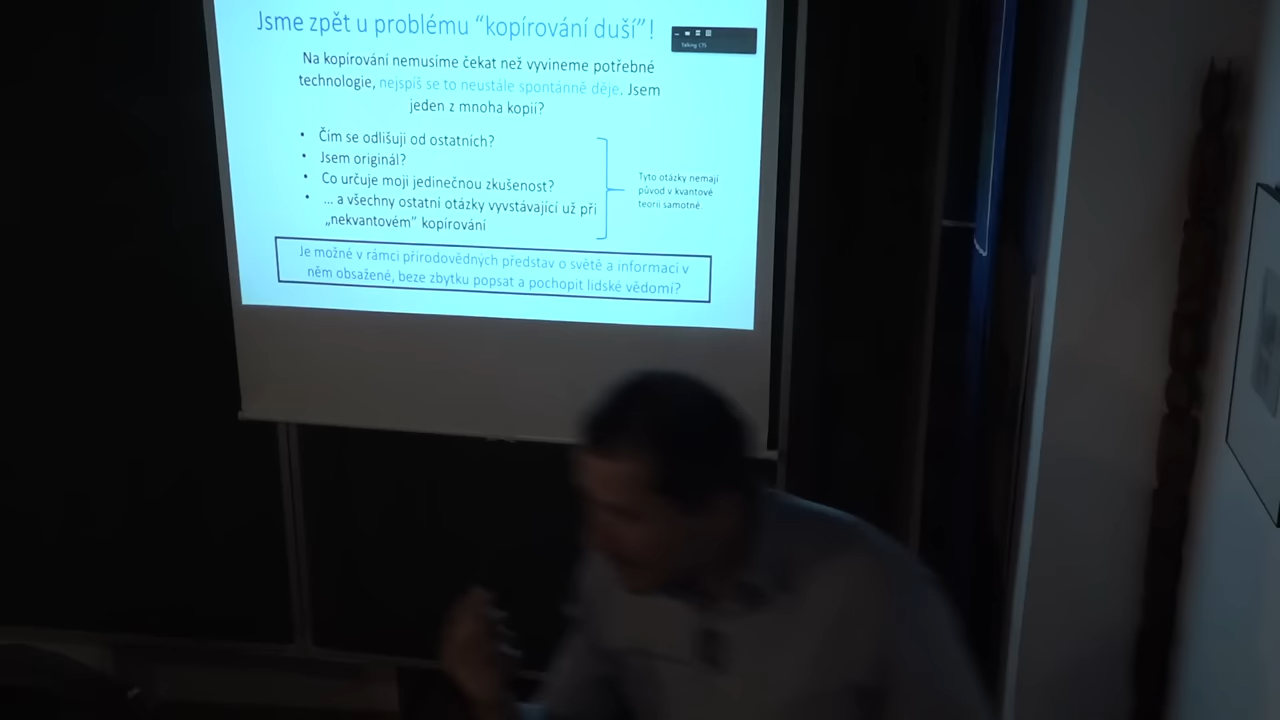 Jsme zpět u problému “kopírování duší”!
Talking CTS
Na kopírování nemusíme čekat než vyvineme potřebné
technologie, nejspíš se to neustále spontánně děje. Jsem
jeden z mnoha kopií?
• Čím se odlišuji od ostatních?
• Jsem originál?
• Co určuje moji jedinečnou zkušenost?
• ... a všechny ostatní otázky vyvstávající už při
„nekvantovém” kopírování
Tyto otázky nemají
původ v kvantové
teorii samotné.
Je možné v rámci přírodovědných představ o světě a informaci v
něm obsažené, beze zbytku popsat a pochopit lidské vědomí?